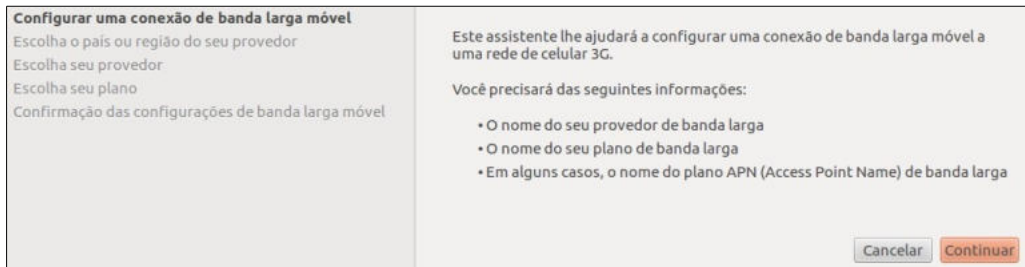 Configurar uma conexão de banda larga móvel
Escolha o país ou região do seu provedor
Escolha seu provedor
Escolha seu plano
Confirmação das configurações de banda larga móvel
Este assistente lhe ajudará a configurar uma conexão de banda larga móvel a
uma rede de celular 3G.
Você precisará das seguintes informações:
• O nome do seu provedor de banda larga
• O nome do seu plano de banda larga
• Em alguns casos, o nome do plano APN (Access Point Name) de banda larga
Cancelar Continuar